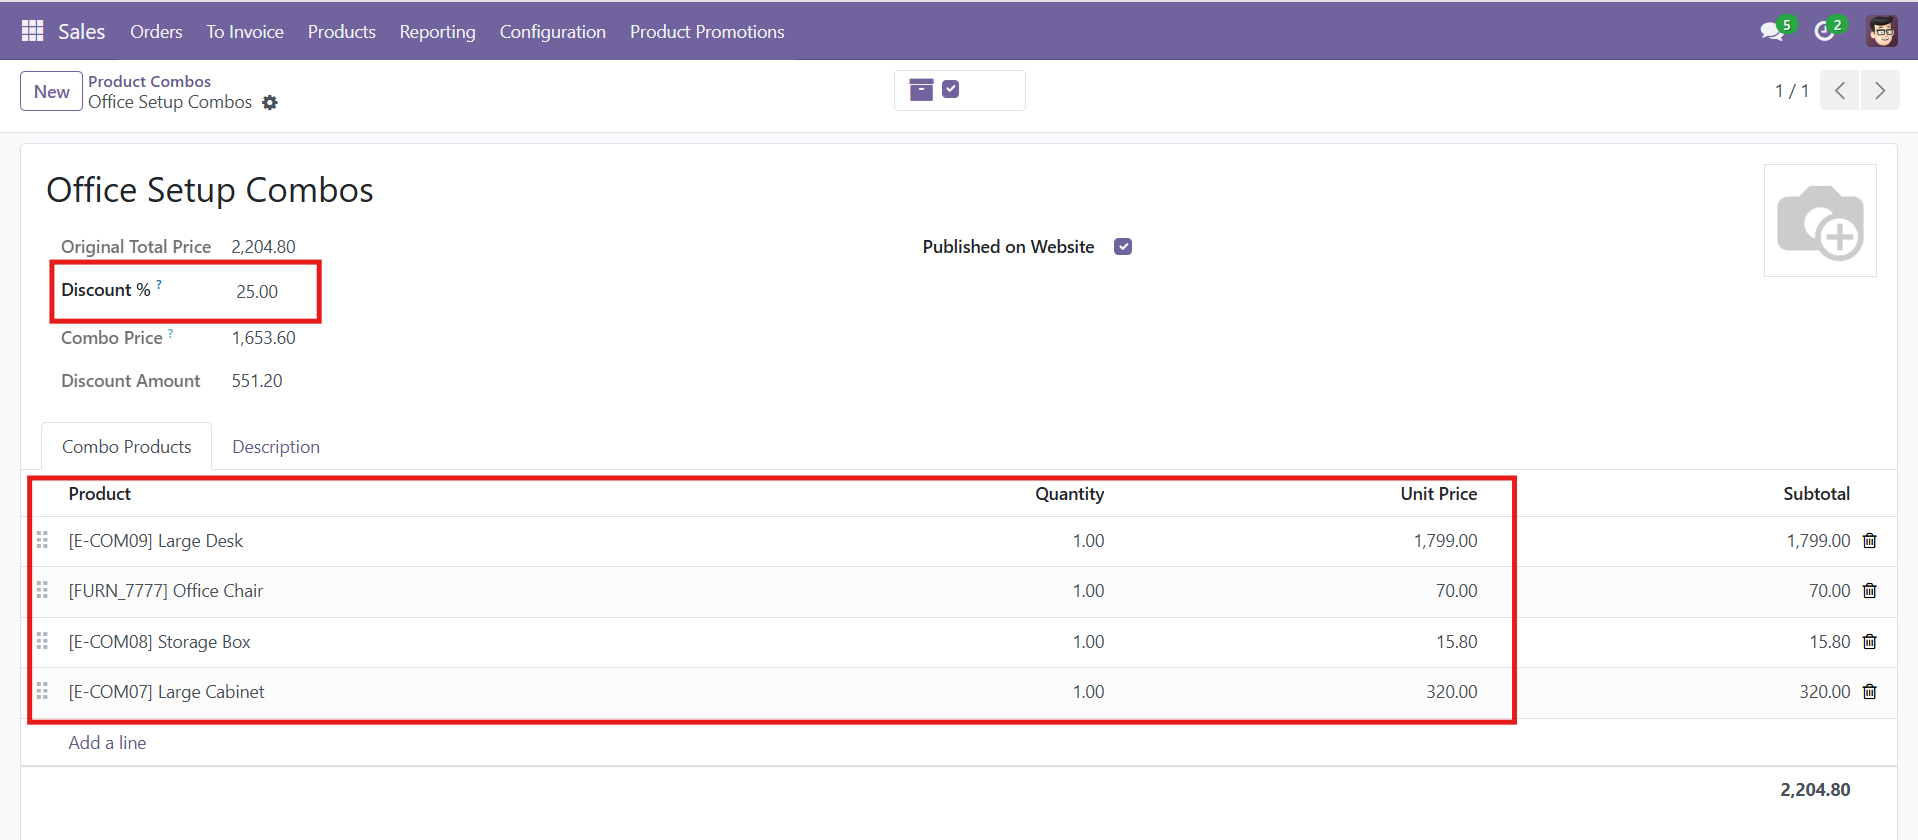 Sales Orders To Invoice Products Reporting Configuration Product Promotions 5 2
New Product Combos 1 / 1
Office Setup Combos
Office Setup Combos
Original Total Price 2,204.80 Published on Website
Discount % ? 25.00
Combo Price ? 1,653.60
Discount Amount 551.20
Combo Products Description
Product Quantity Unit Price Subtotal
[E-COM09] Large Desk 1.00 1,799.00 1,799.00
[FURN_7777] Office Chair 1.00 70.00 70.00
[E-COM08] Storage Box 1.00 15.80 15.80
[E-COM07] Large Cabinet 1.00 320.00 320.00
Add a line
2,204.80